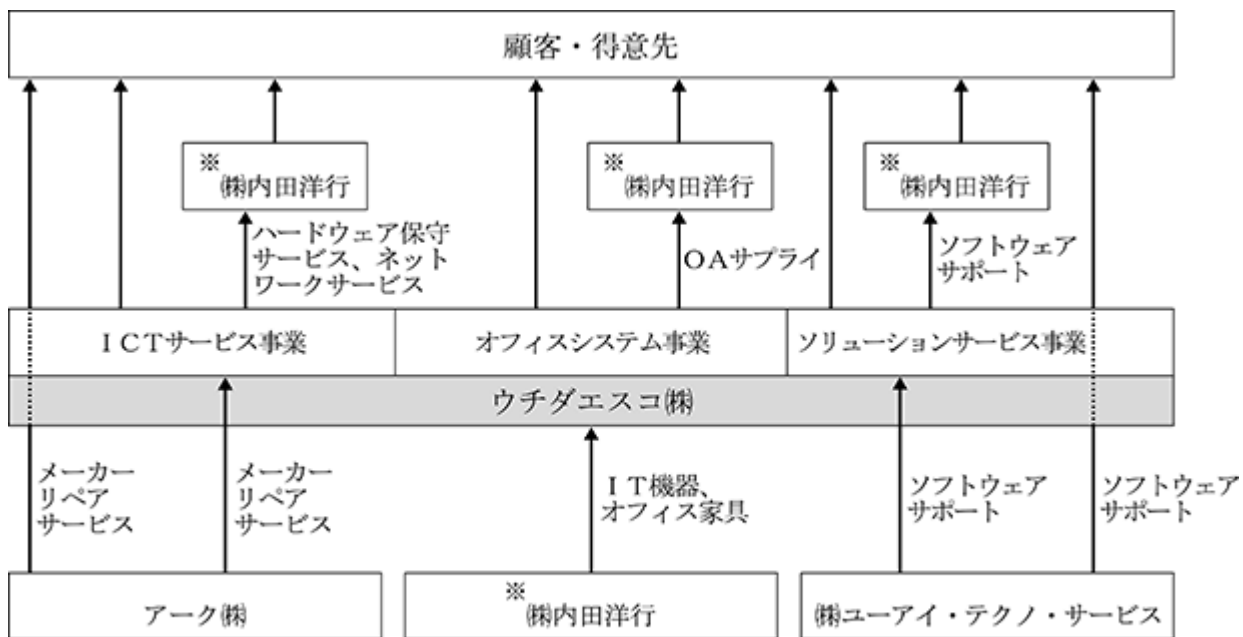 顧客・得意先
※
㈱内田洋行
※
㈱内田洋行
※
㈱内田洋行
ハードウェア保守
サービス、ネット
ワークサービス
ＯＡサプライ
ソフトウェア
サポート
ＩＣＴサービス事業
オフィスシステム事業
ソリューションサービス事業
ウチダエスコ㈱
メーカー
リペア
サービス
メーカー
リペア
サービス
ＩＴ機器、
オフィス家具
ソフトウェア
サポート
ソフトウェア
サポート
アーク㈱
※
㈱内田洋行
㈱ユーアイ・テクノ・サービス